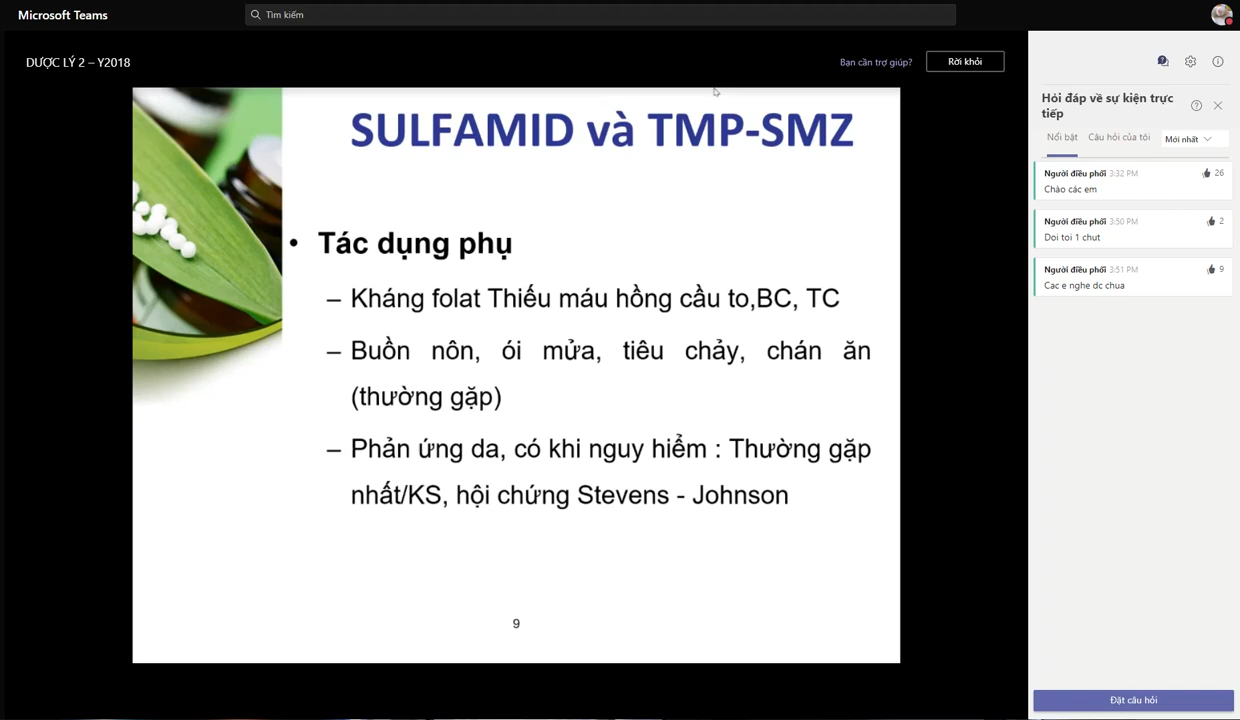 Microsoft Teams
Tìm kiếm
DƯỢC LÝ 2 – Y2018
Bạn cần trợ giúp?
Rời khỏi
SULFAMID và TMP-SMZ
• Tác dụng phụ
– Kháng folat Thiếu máu hồng cầu to,BC, TC
– Buồn nôn, ói mửa, tiêu chảy, chán ăn
(thường gặp)
– Phản ứng da, có khi nguy hiểm : Thường gặp
nhất/KS, hội chứng Stevens - Johnson
9
Hỏi đáp về sự kiện trực
tiếp
Nổi bật Câu hỏi của tôi Mới nhất
Người điều phối 3:32 PM 26
Chào các em
Người điều phối 3:50 PM 2
Doi toi 1 chut
Người điều phối 3:51 PM 9
Cac e nghe dc chua
Đặt câu hỏi